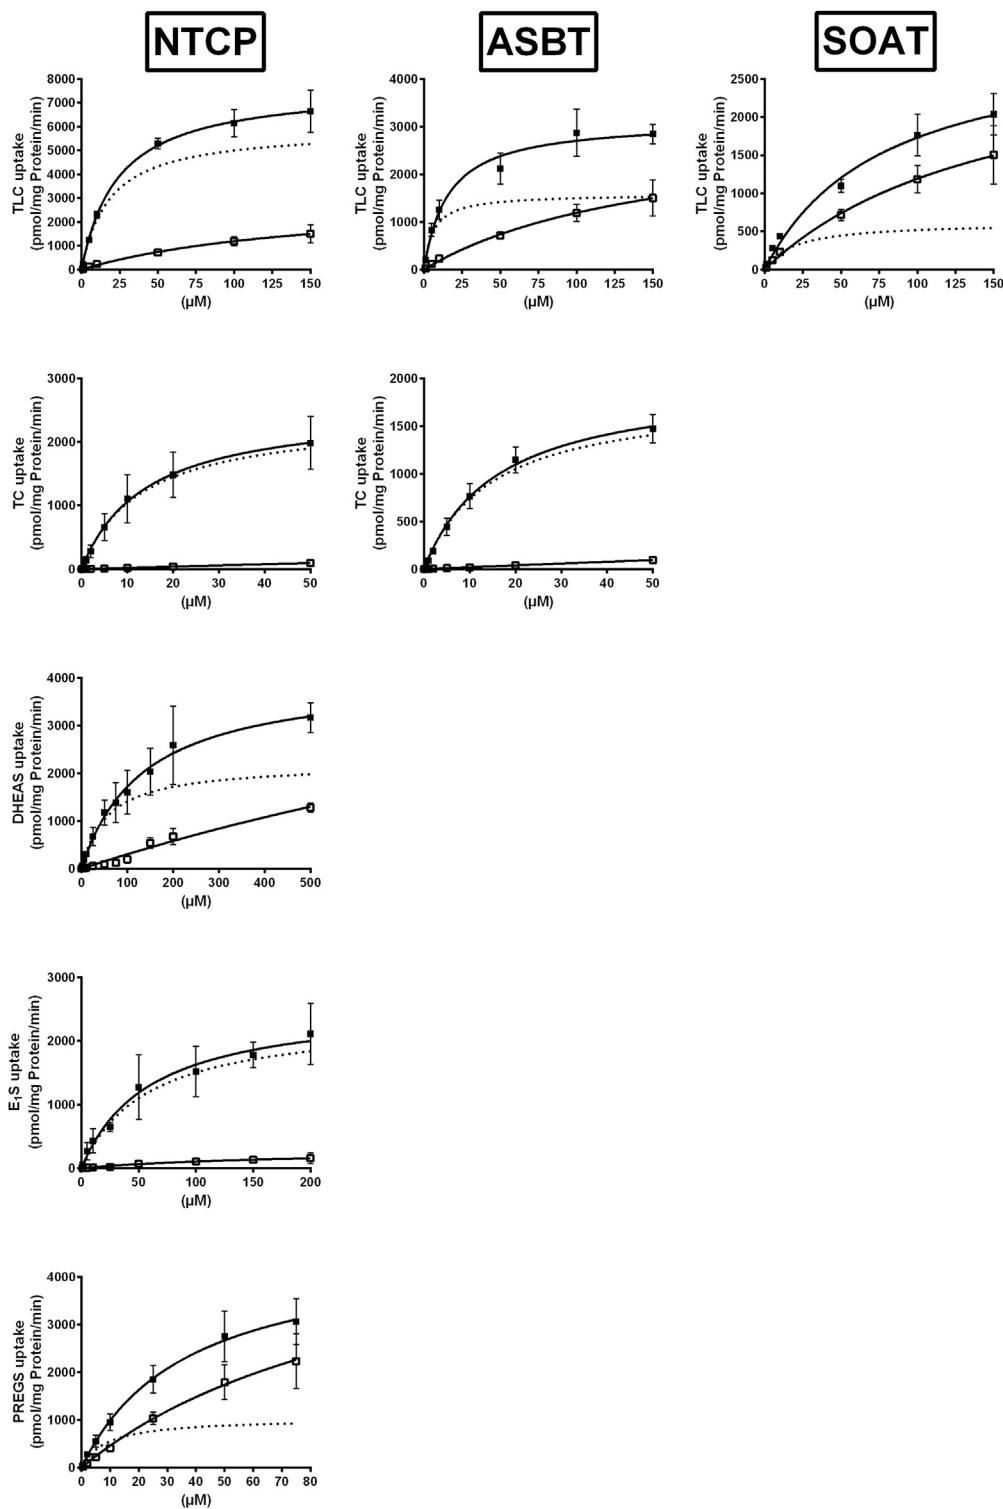 NTCP
ASBT
SOAT
TLC uptake
(pmol/mg Protein/min)
8000
7000
6000
5000
4000
3000
2000
1000
0
0 25 50 75 100 125 150
(µM)
TLC uptake
(pmol/mg Protein/min)
4000
3000
2000
1000
0
0 25 50 75 100 125 150
(µM)
TLC uptake
(pmol/mg Protein/min)
2500
2000
1500
1000
500
0
0 25 50 75 100 125 150
(µM)
TC uptake
(pmol/mg Protein/min)
3000
2000
1000
0
0 10 20 30 40 50
(µM)
TC uptake
(pmol/mg Protein/min)
2000
1500
1000
500
0
0 10 20 30 40 50
(µM)
DHEAS uptake
(pmol/mg Protein/min)
4000
3000
2000
1000
0
0 100 200 300 400 500
(µM)
E₁S uptake
(pmol/mg Protein/min)
3000
2000
1000
0
0 50 100 150 200
(µM)
PREGS uptake
(pmol/mg Protein/min)
4000
3000
2000
1000
0
0 10 20 30 40 50 60 70 80
(µM)